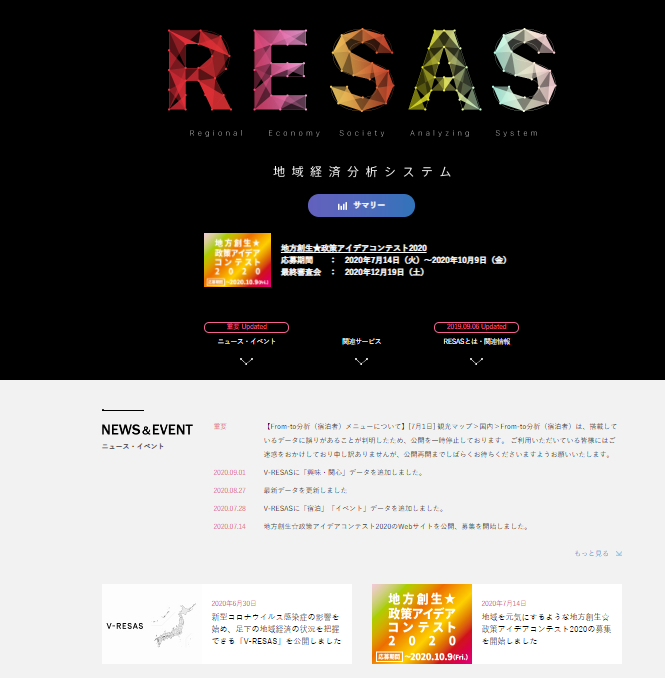 RESAS
Regional Economy Society Analyzing System
地域経済分析システム
サマリー
地方創生★
政策アイデア
コンテスト
2020
応募期間 ~2020.10.9(Fri.)
地方創生★政策アイデアコンテスト2020
応募期間 : 2020年7月14日（火）～2020年10月9日（金）
最終審査会 : 2020年12月19日（土）
重要 Updated
ニュース・イベント
関連サービス
2019.09.06 Updated
RESASとは・関連情報
NEWS & EVENT
ニュース・イベント
重要 【From-to分析（宿泊者）メニューについて】[7月1日] 観光マップ＞国内＞From-to分析（宿泊者）は、搭載して
いるデータに誤りがあることが判明したため、公開を一時停止しております。 ご利用いただいている皆様にはご
迷惑をおかけしており申し訳ありませんが、公開再開までしばらくお待ちくださいますようお願いいたします。
2020.09.01 V-RESASに「興味・関心」データを追加しました。
2020.08.27 最新データを更新しました
2020.07.28 V-RESASに「宿泊」「イベント」データを追加しました。
2020.07.14 地方創生☆政策アイデアコンテスト2020のWebサイトを公開、募集を開始しました。
もっと見る
V-RESAS
2020年6月30日
新型コロナウイルス感染症の影響を
始め、足下の地域経済の状況を把握
できる「V-RESAS」を公開しました
地方創生★
政策アイデア
コンテスト
2020
応募期間 ~2020.10.9(Fri.)
2020年7月14日
地域を元気にするような地方創生☆
政策アイデアコンテスト2020の募集
を開始しました